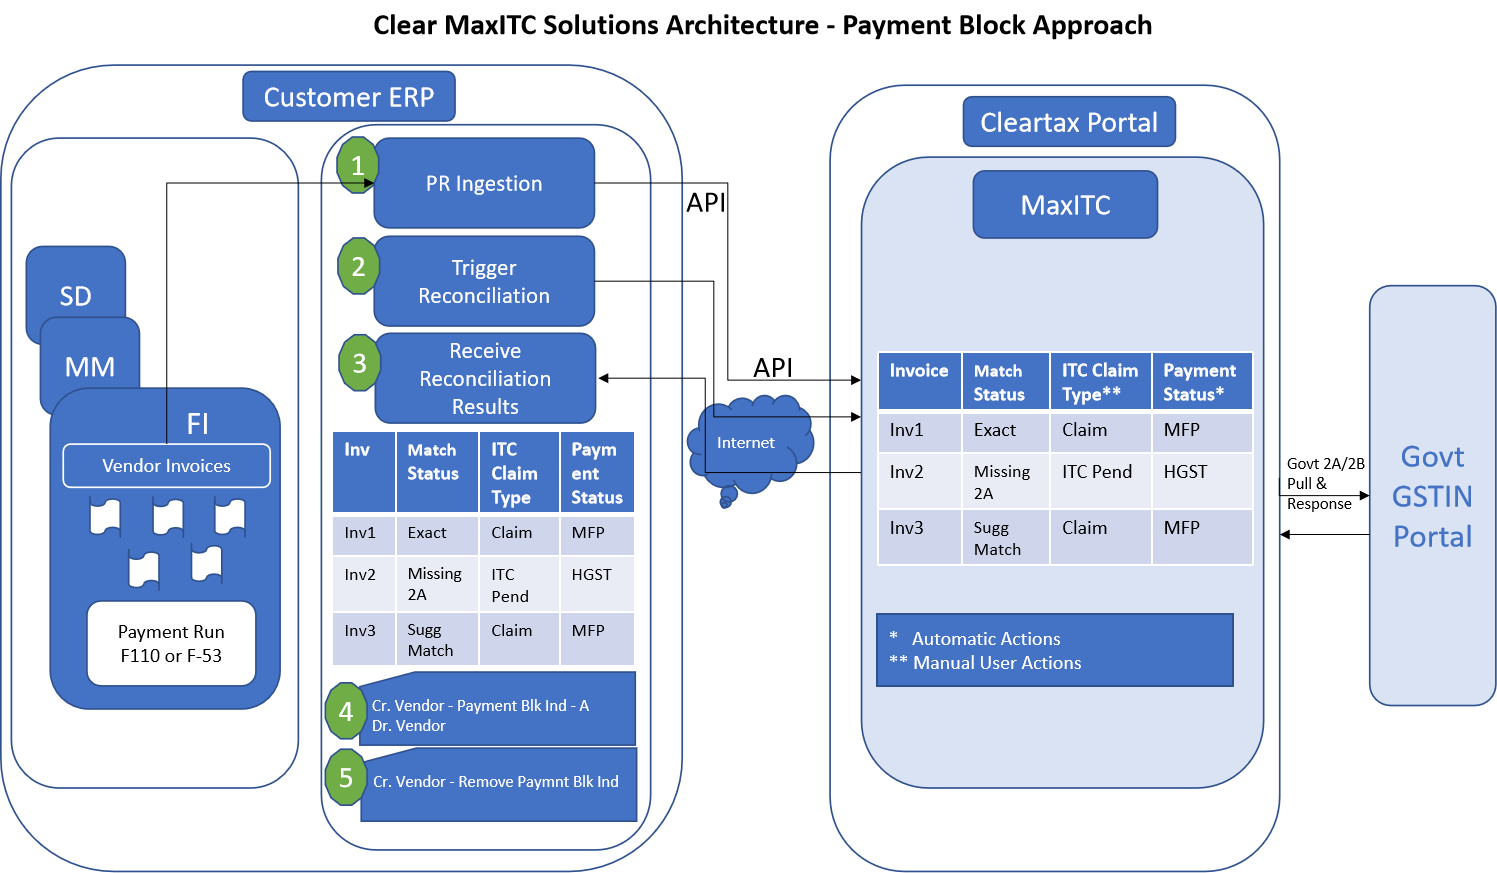 Clear MaxITC Solutions Architecture - Payment Block Approach
Customer ERP
SD
MM
FI
Vendor Invoices
Payment Run
F110 or F-53
1
PR Ingestion
2
Trigger
Reconciliation
3
Receive
Reconciliation
Results
Inv Match Status ITC Claim Type Paym ent Status
Inv1 Exact Claim MFP
Inv2 Missing 2A ITC Pend HGST
Inv3 Sugg Match Claim MFP
4
Cr. Vendor - Payment Blk Ind - A
Dr. Vendor
5
Cr. Vendor - Remove Paymnt Blk Ind
API
API
Internet
Cleartax Portal
MaxITC
Invoice Match Status ITC Claim Type** Payment Status*
Inv1 Exact Claim MFP
Inv2 Missing 2A ITC Pend HGST
Inv3 Sugg Match Claim MFP
* Automatic Actions
** Manual User Actions
Govt 2A/2B
Pull &
Response
Govt
GSTIN
Portal